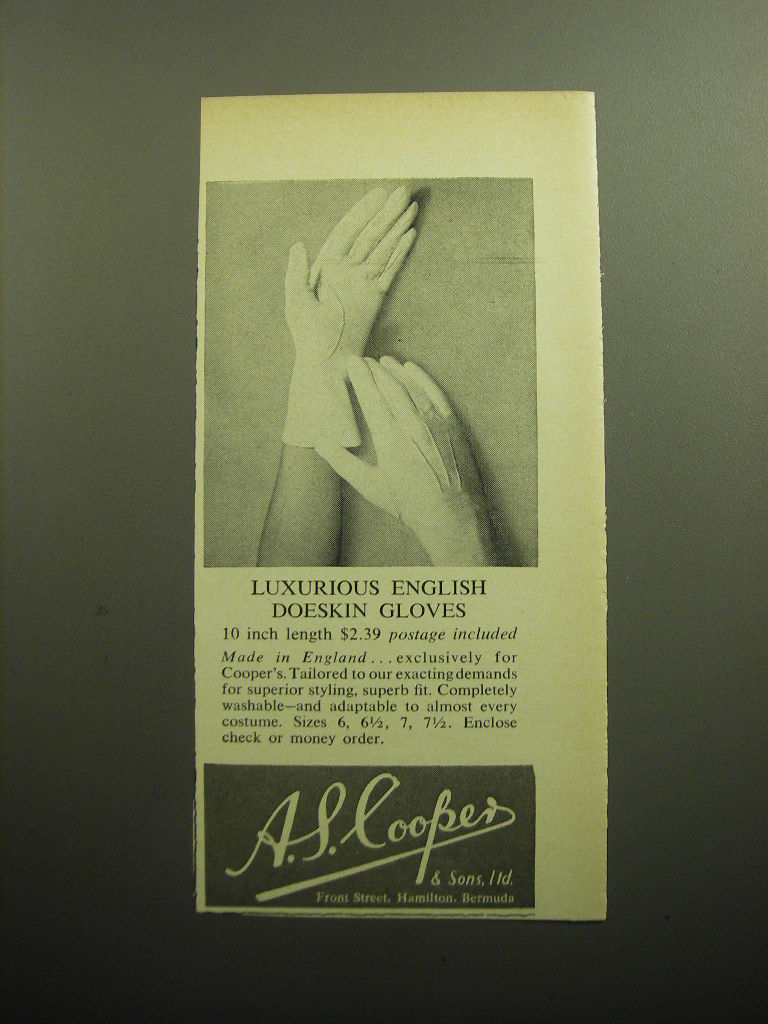 LUXURIOUS ENGLISH
DOESKIN GLOVES
10 inch length $2.39 postage included
Made in England...exclusively for
Cooper's. Tailored to our exacting demands
for superior styling, superb fit. Completely
washable—and adaptable to almost every
costume. Sizes 6, 6½, 7, 7½. Enclose
check or money order.
A.S. Cooper
& Sons, Ltd.
Front Street, Hamilton, Bermuda